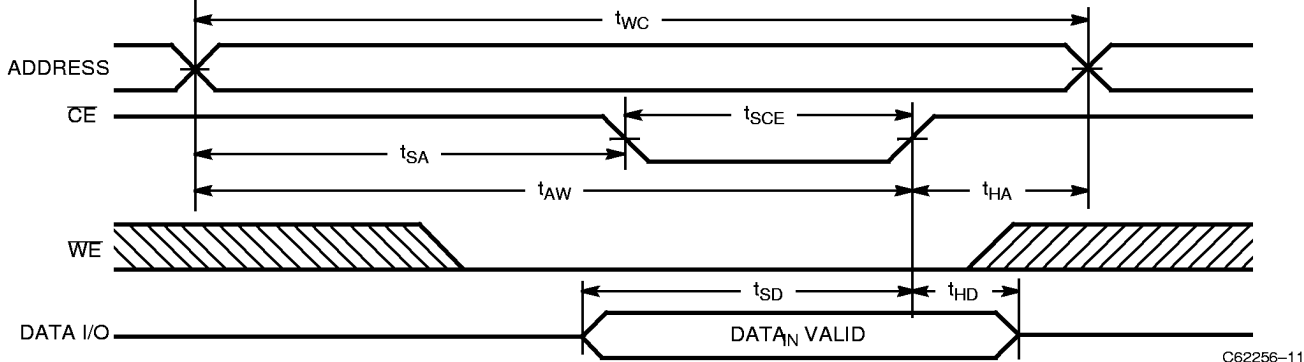 tWC
ADDRESS
CE
tSCE
tSA
tAW
tHA
WE
tSD
tHD
DATA I/O
DATAIN VALID
C62256–11